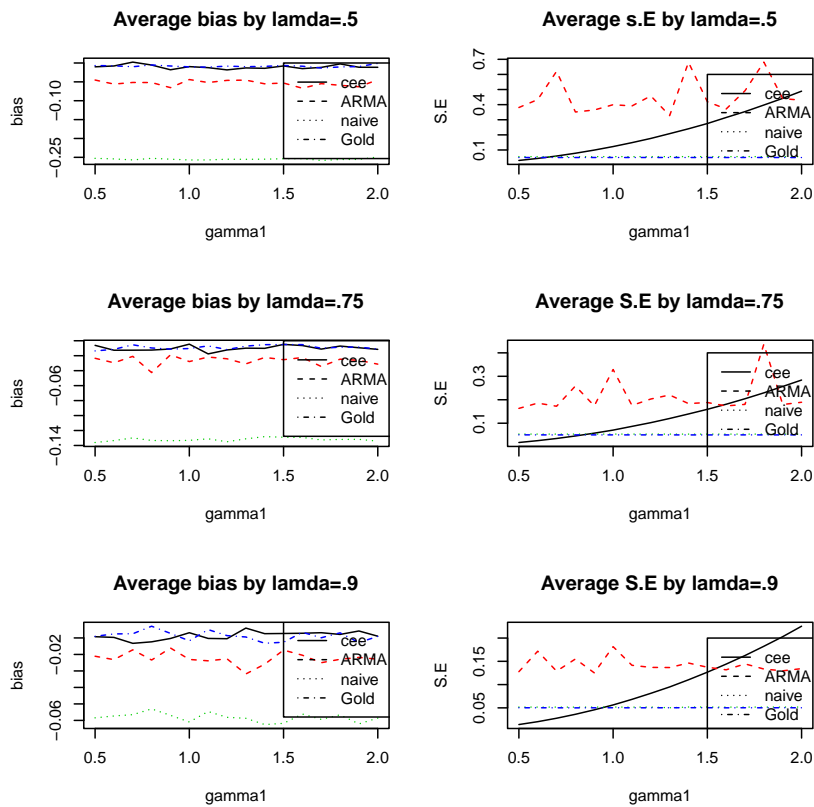 Average bias by lamda=.5
bias
−0.10
−0.25
0.5
1.0
1.5
2.0
gamma1
cee
ARMA
naive
Gold
Average s.E by lamda=.5
S.E
0.7
0.4
0.1
0.5
1.0
1.5
2.0
gamma1
cee
ARMA
naive
Gold
Average bias by lamda=.75
bias
−0.06
−0.14
0.5
1.0
1.5
2.0
gamma1
cee
ARMA
naive
Gold
Average S.E by lamda=.75
S.E
0.3
0.1
0.5
1.0
1.5
2.0
gamma1
cee
ARMA
naive
Gold
Average bias by lamda=.9
bias
−0.02
−0.06
0.5
1.0
1.5
2.0
gamma1
cee
ARMA
naive
Gold
Average S.E by lamda=.9
S.E
0.15
0.05
0.5
1.0
1.5
2.0
gamma1
cee
ARMA
naive
Gold